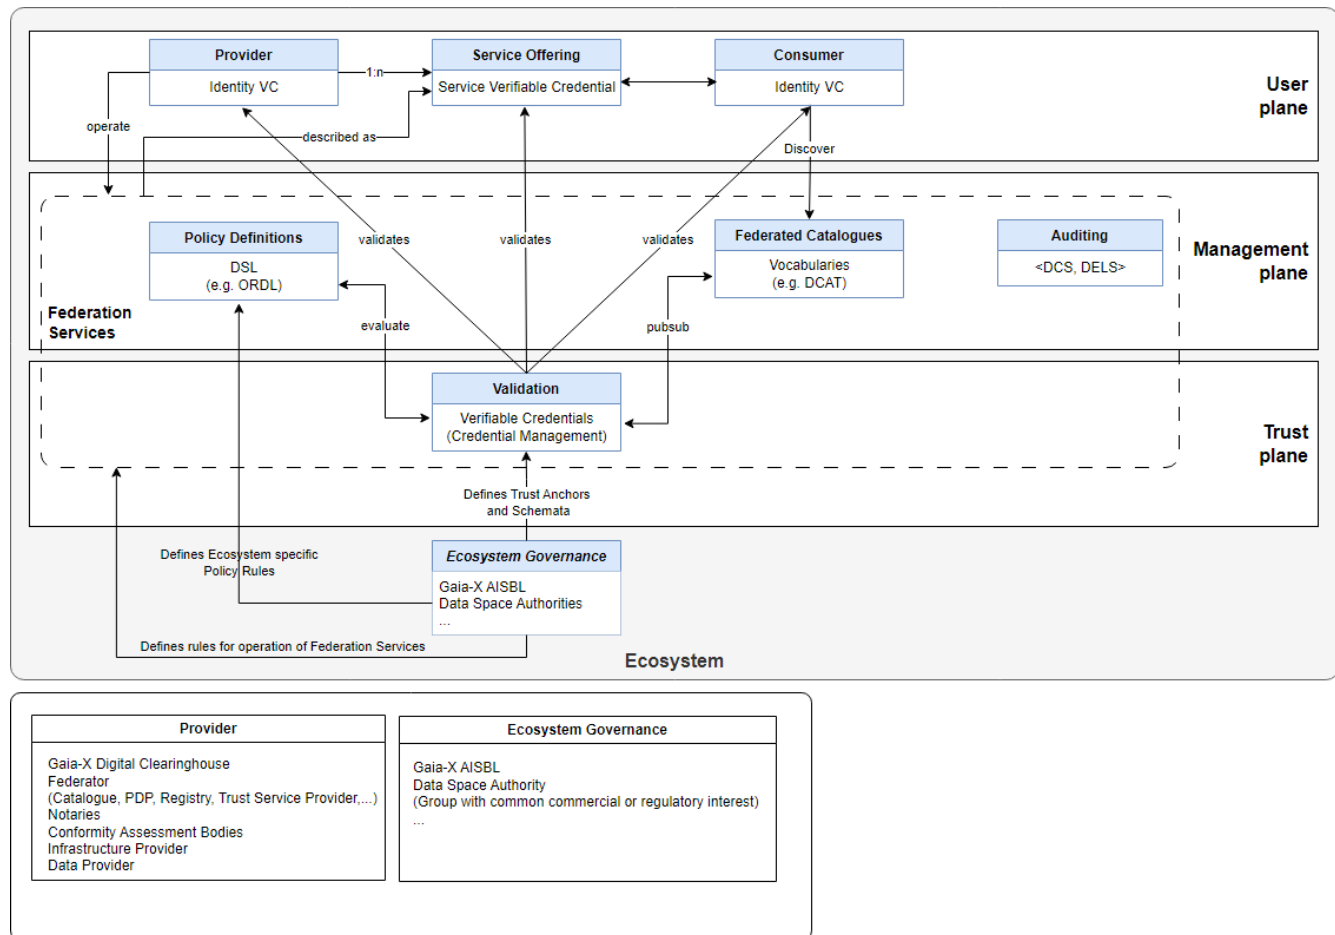 Provider
Identity VC
1:n
Service Offering
Service Verifiable Credential
Consumer
Identity VC
User
plane
operate
described as
Discover
Policy Definitions
DSL
(e.g. ORDL)
validates
validates
validates
Federated Catalogues
Vocabularies
(e.g. DCAT)
Auditing
<DCS, DELS>
Management
plane
Federation
Services
evaluate
pubsub
Validation
Verifiable Credentials
(Credential Management)
Trust
plane
Defines Trust Anchors
and Schemata
Defines Ecosystem specific
Policy Rules
Ecosystem Governance
Gaia-X AISBL
Data Space Authorities
...
Defines rules for operation of Federation Services
Ecosystem
Provider
Gaia-X Digital Clearinghouse
Federator
(Catalogue, PDP, Registry, Trust Service Provider,...)
Notaries
Conformity Assessment Bodies
Infrastructure Provider
Data Provider
Ecosystem Governance
Gaia-X AISBL
Data Space Authority
(Group with common commercial or regulatory interest)
...